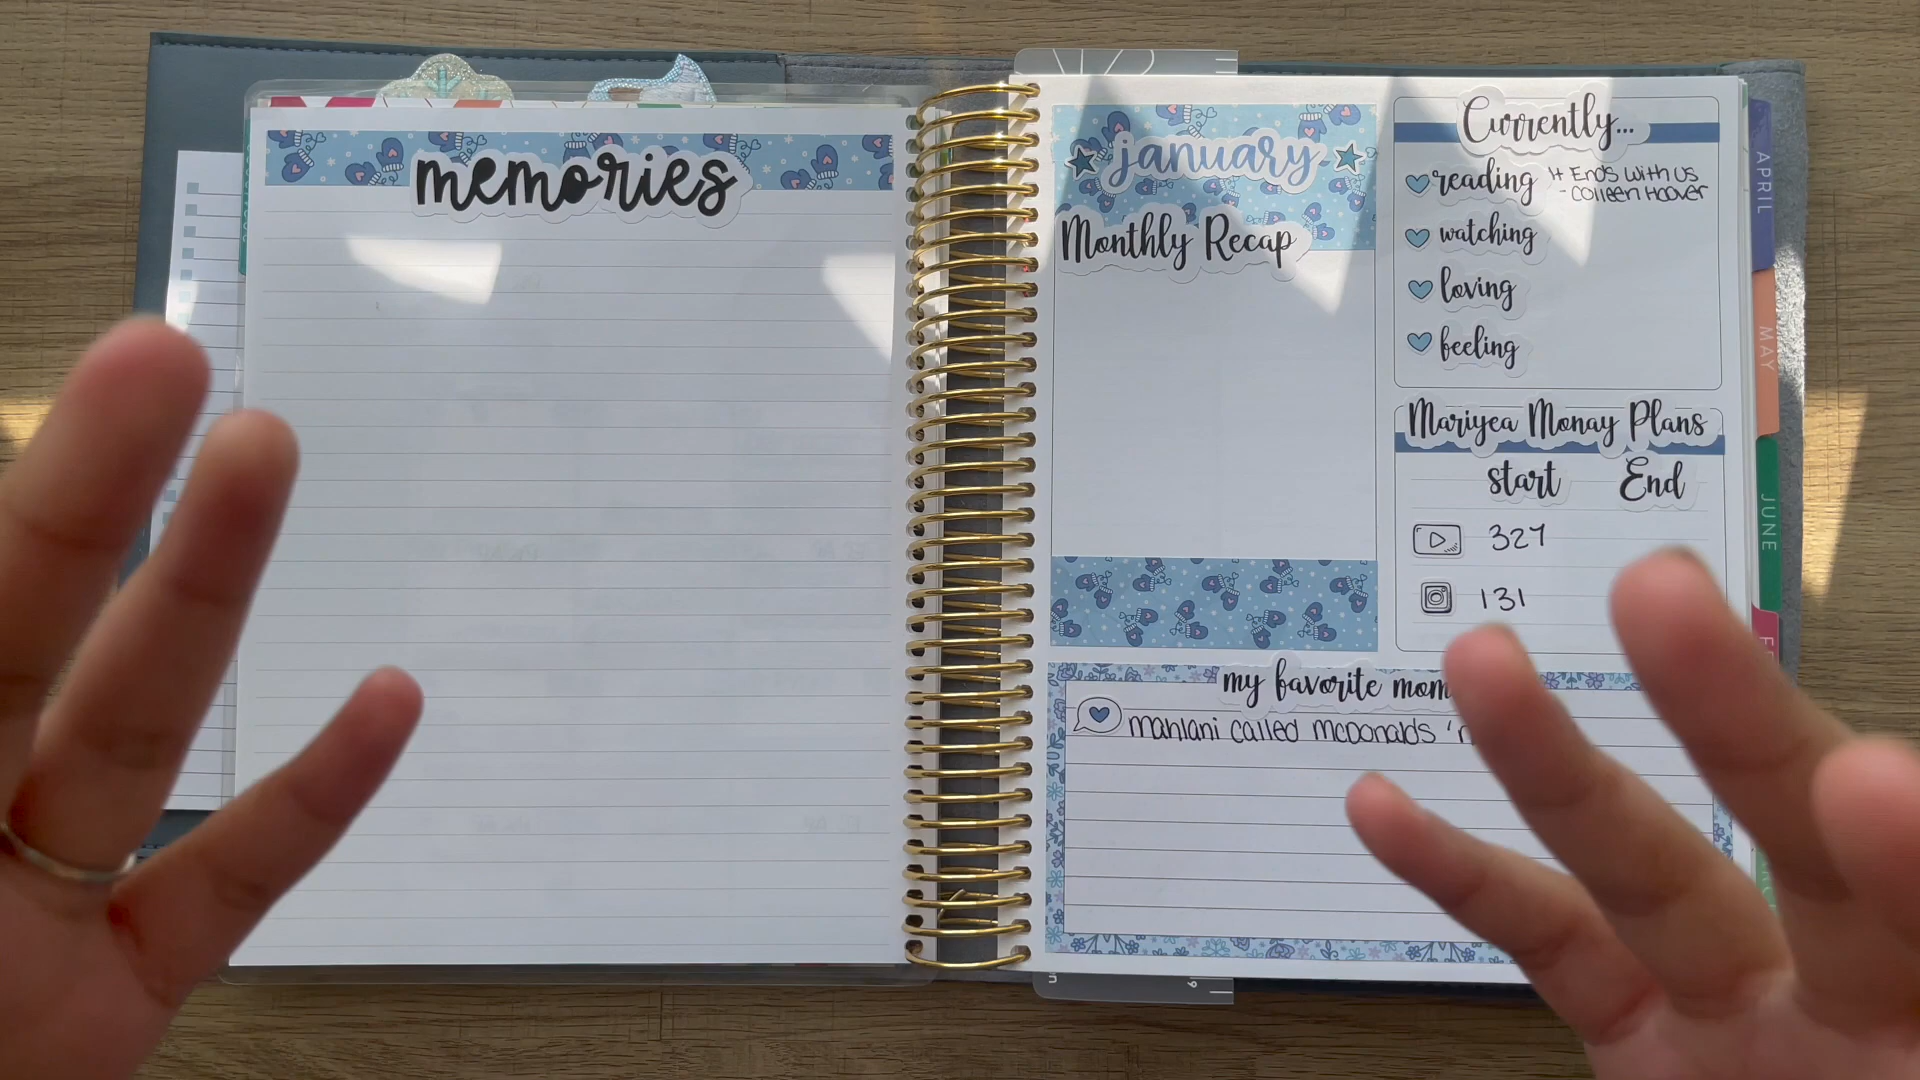 memories
january
Monthly Recap
Currently...
reading It Ends With Us
- Colleen Hoover
watching
loving
feeling
Mariyea Monay Plans
start End
327
131
my favorite mom
mahlani called mcDonalds
APRIL
MAY
JUNE